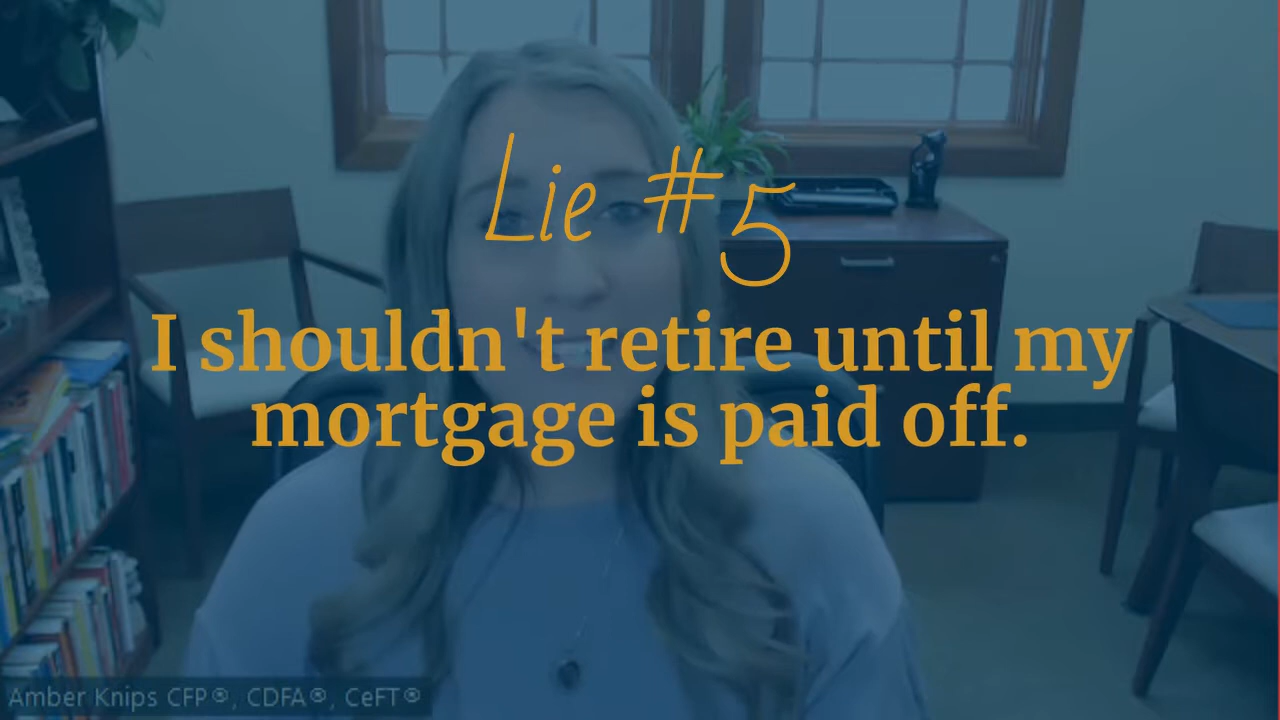 Lie #5
I shouldn't retire until my
mortgage is paid off.
Amber Knips CFP®, CDFA®, CeFT®